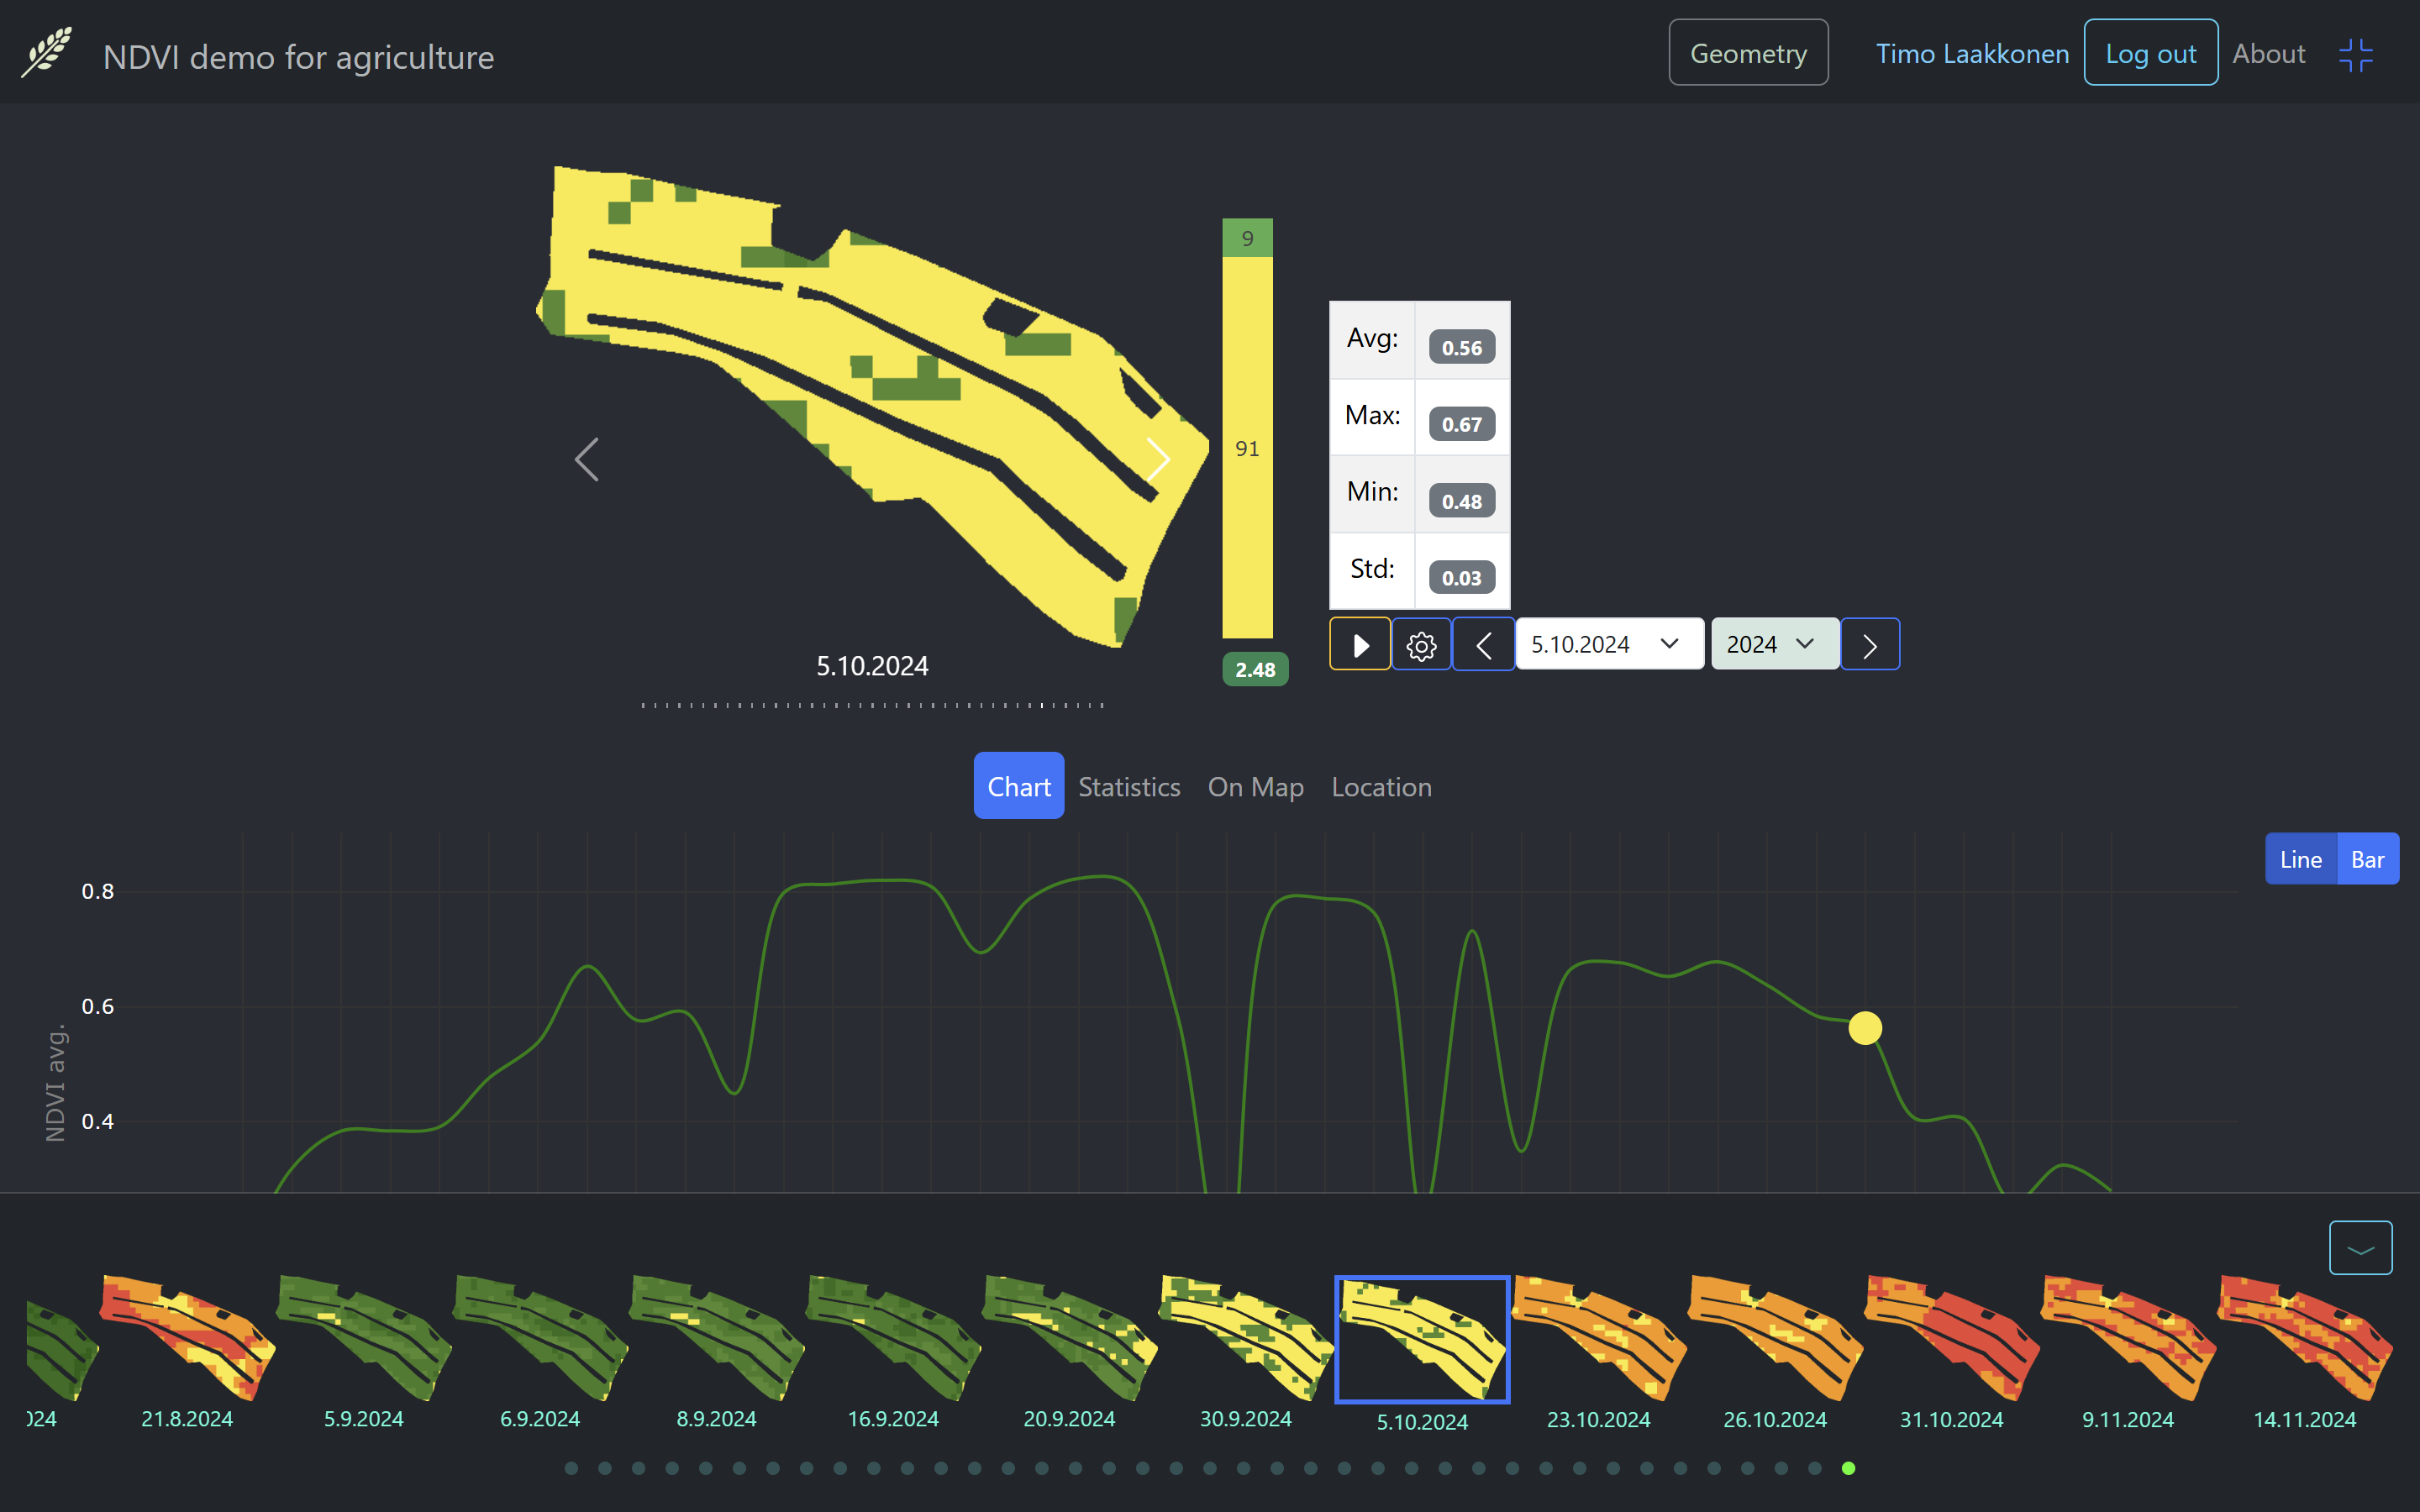 NDVI demo for agriculture
Geometry
Timo Laakkonen
Log out
About
9
91
2.48
Avg: 0.56
Max: 0.67
Min: 0.48
Std: 0.03
5.10.2024
2024
5.10.2024
Chart
Statistics
On Map
Location
Line
Bar
0.8
0.6
0.4
NDVI avg.
024
21.8.2024
5.9.2024
6.9.2024
8.9.2024
16.9.2024
20.9.2024
30.9.2024
5.10.2024
23.10.2024
26.10.2024
31.10.2024
9.11.2024
14.11.2024